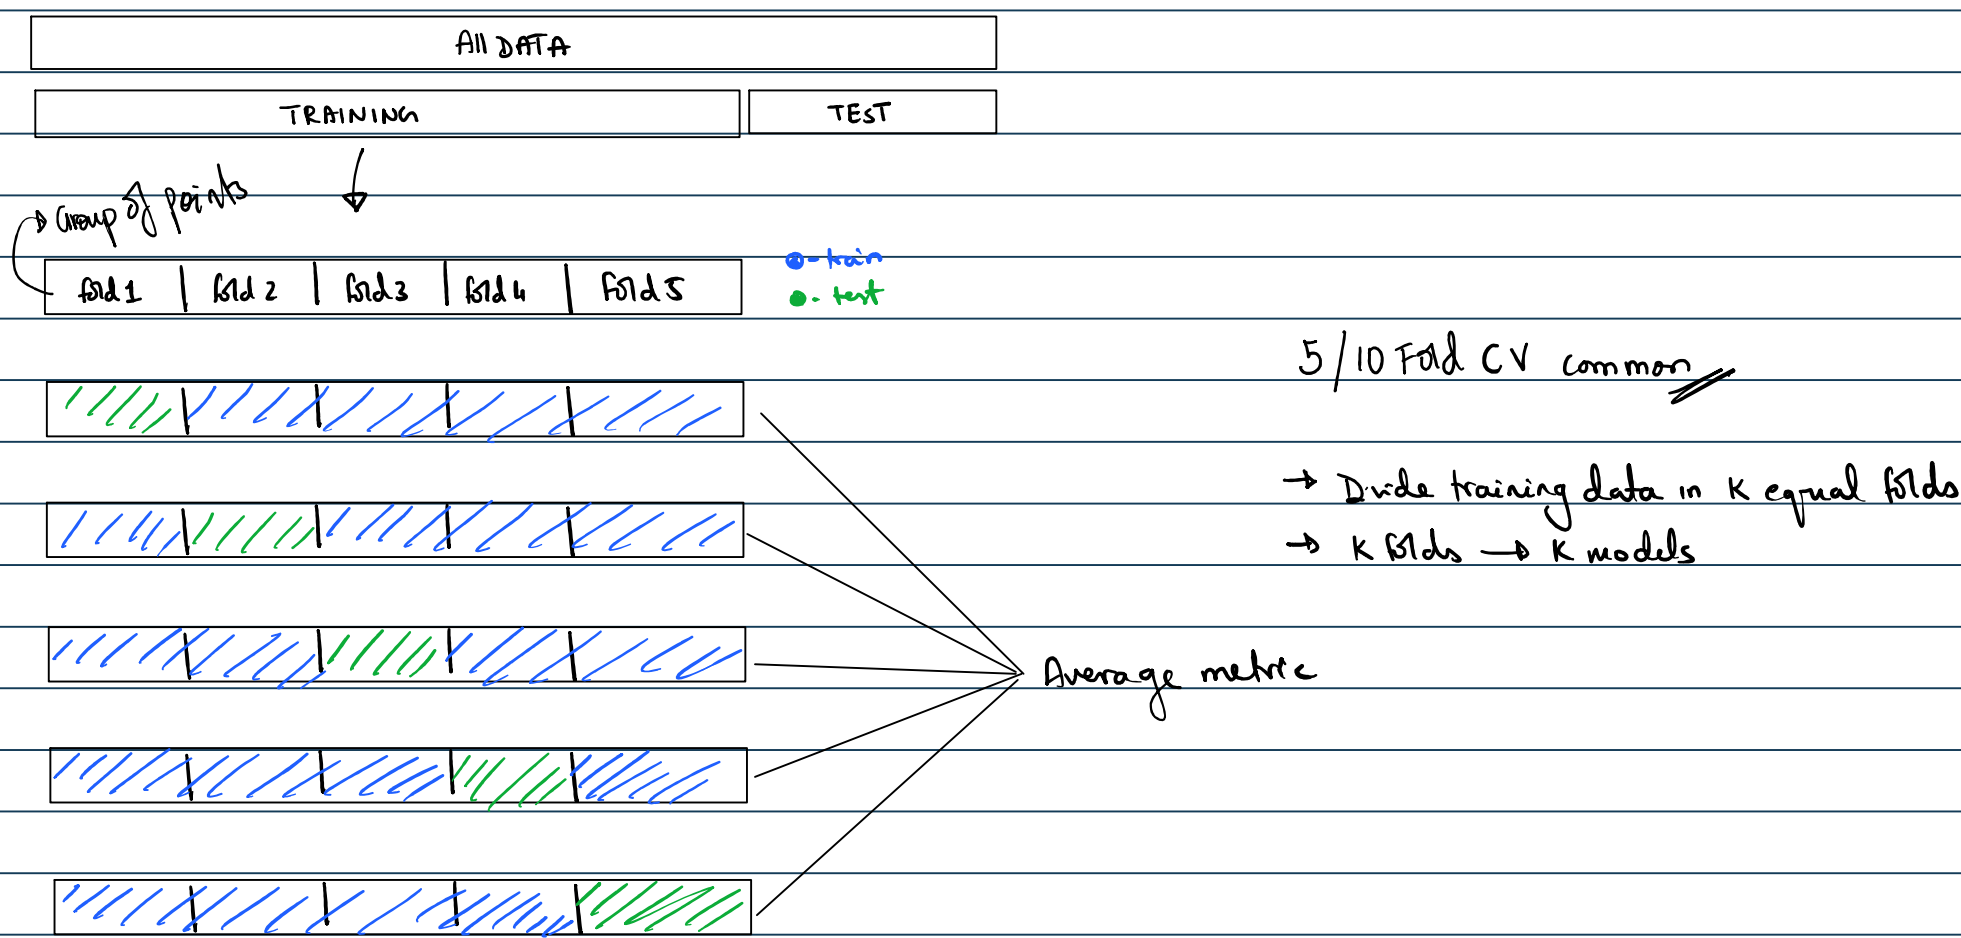 All DATA
TRAINING
TEST
Group of points
fold 1
fold 2
fold 3
fold 4
Fold 5
- train
- test
5/10 Fold CV common
→ Divide training data in K equal folds
→ K folds → K models
Average metric